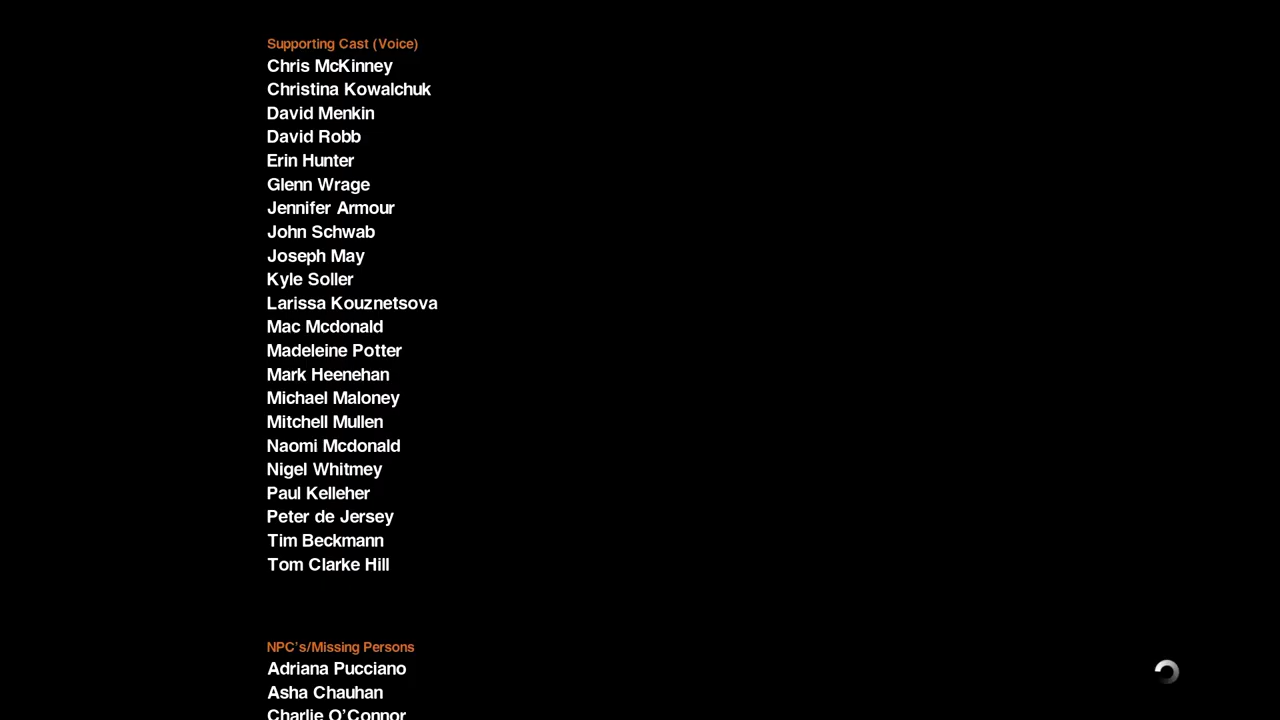 Supporting Cast (Voice)
Chris McKinney
Christina Kowalchuk
David Menkin
David Robb
Erin Hunter
Glenn Wrage
Jennifer Armour
John Schwab
Joseph May
Kyle Soller
Larissa Kouznetsova
Mac Mcdonald
Madeleine Potter
Mark Heenehan
Michael Maloney
Mitchell Mullen
Naomi Mcdonald
Nigel Whitmey
Paul Kelleher
Peter de Jersey
Tim Beckmann
Tom Clarke Hill
NPC's/Missing Persons
Adriana Pucciano
Asha Chauhan
Charlie O'Connor